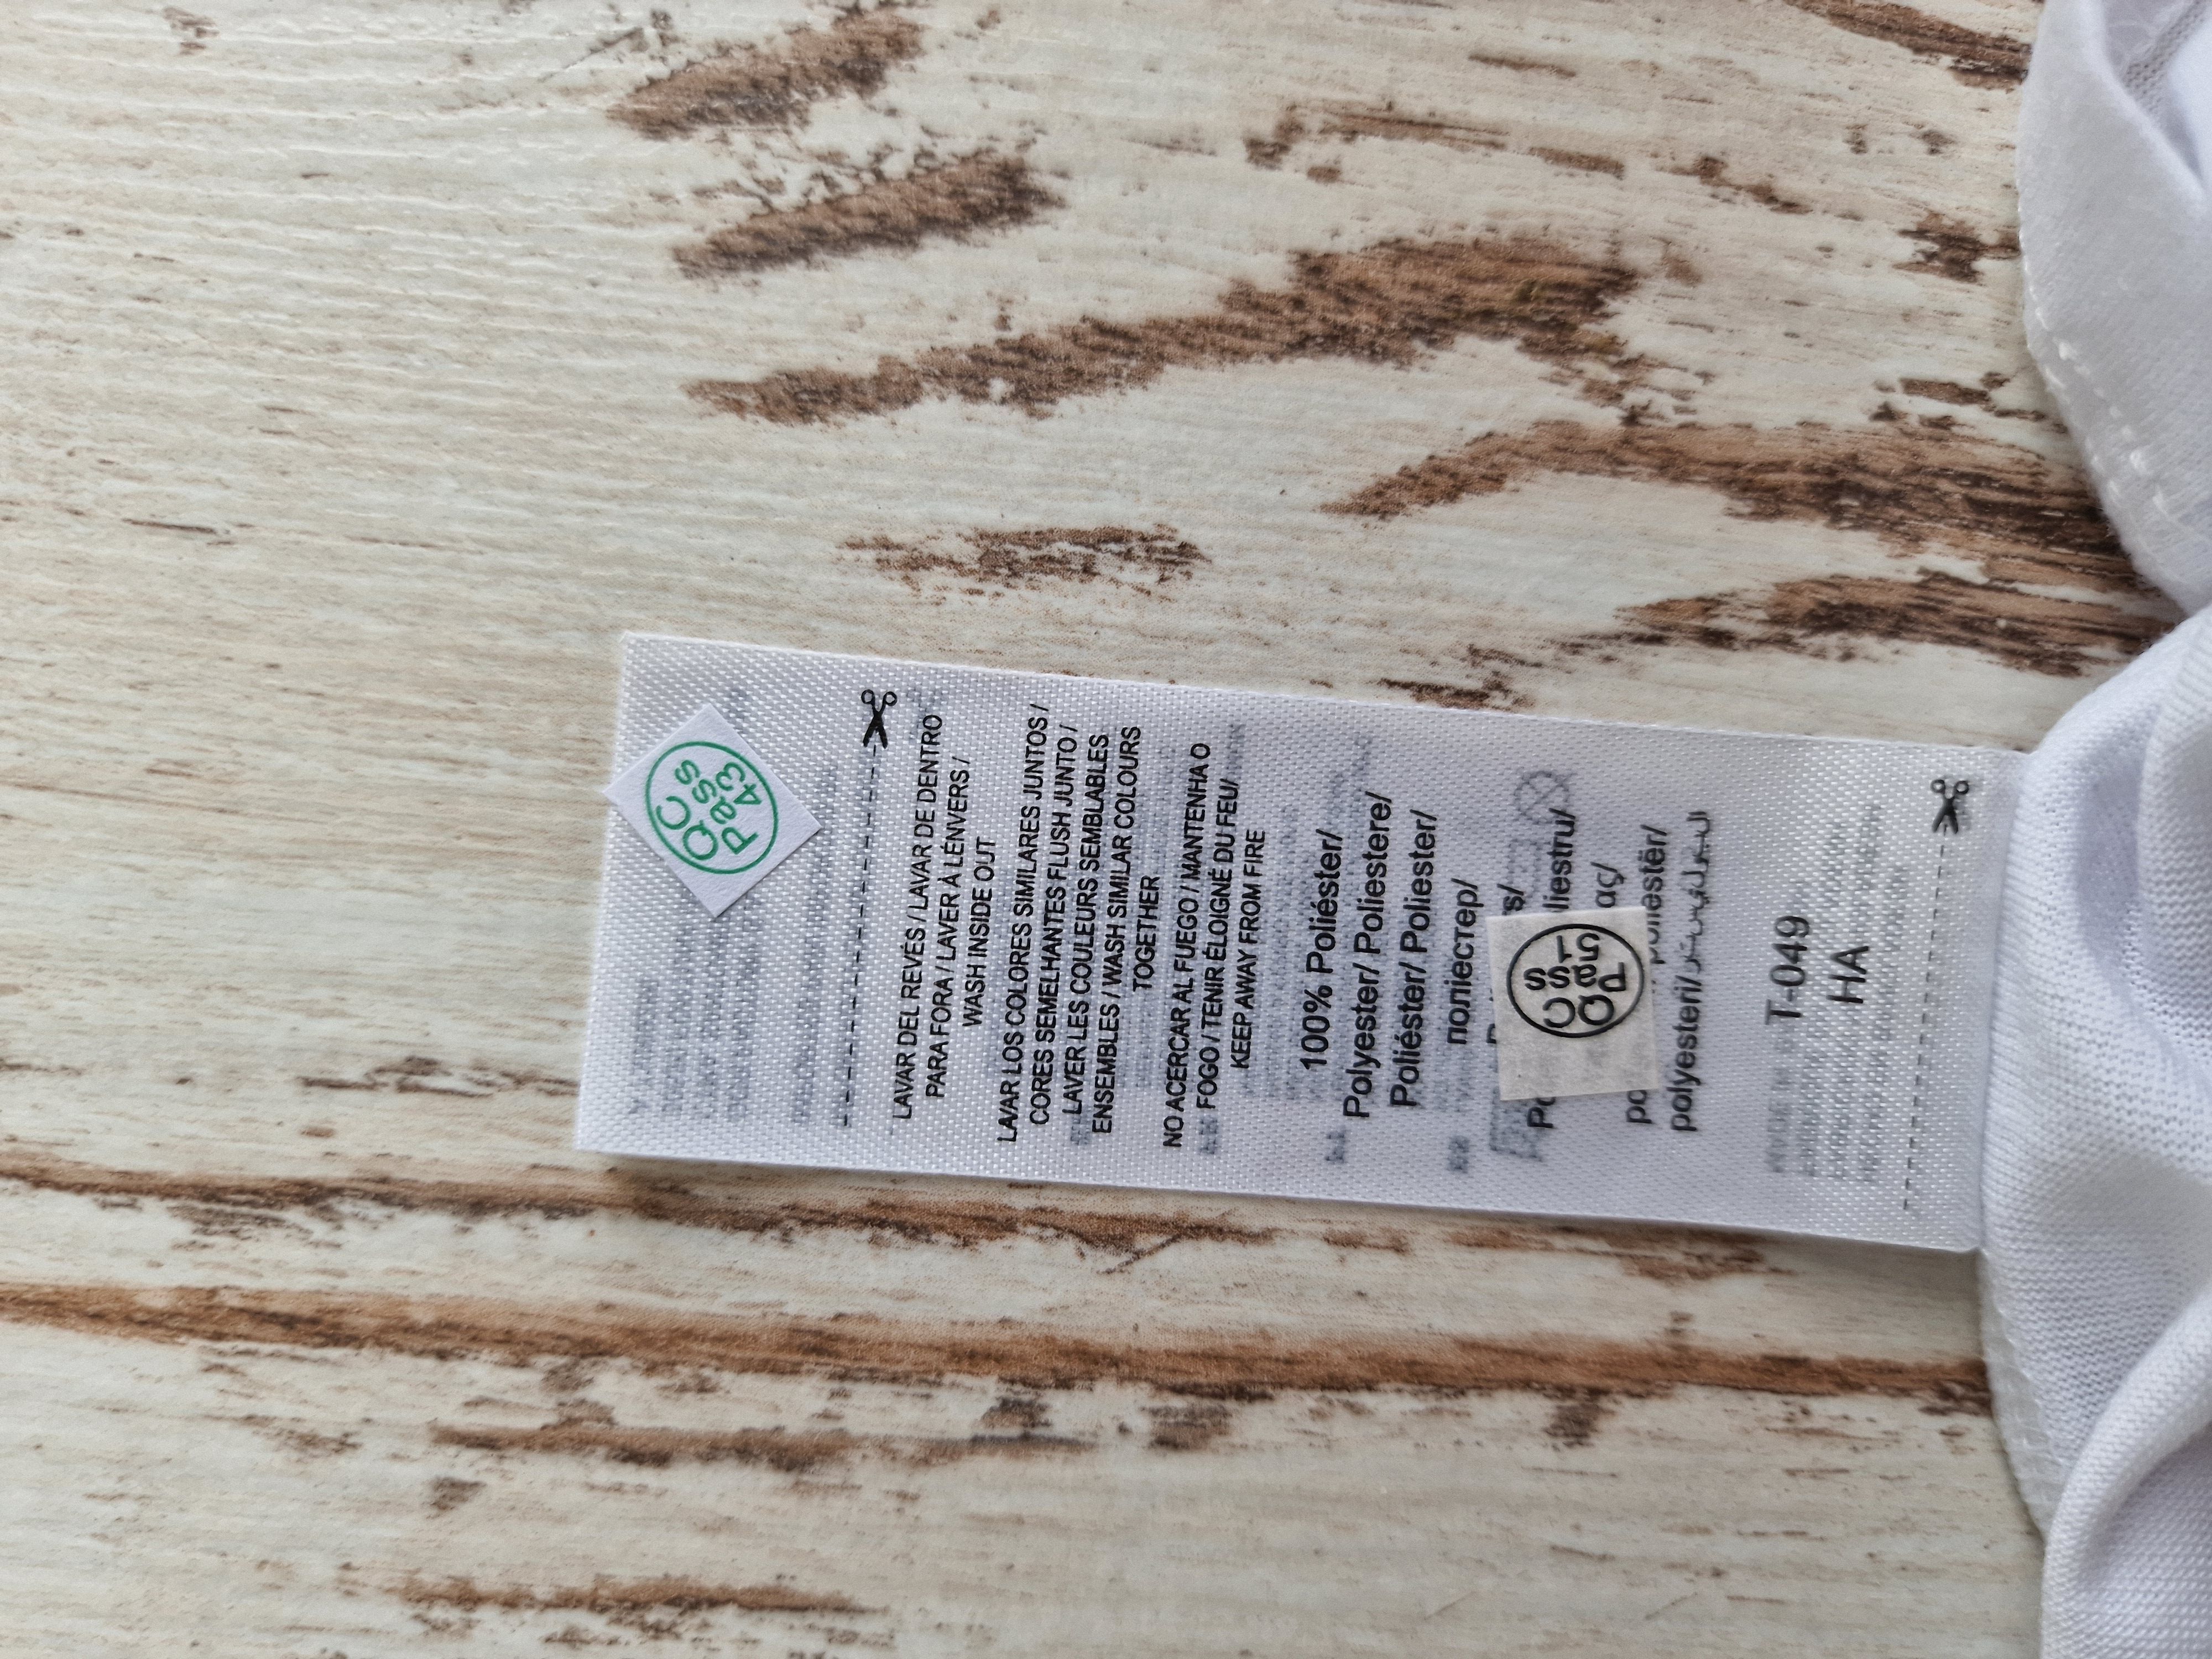 QC
Pass
43
LAVAR DEL REVÉS / LAVAR DE DENTRO
PARA FORA / LAVER À LÉNVERS /
WASH INSIDE OUT
LAVAR LOS COLORES SIMILARES JUNTOS /
CORES SEMELHANTES FLUSH JUNTO /
LAVER LES COULEURS SEMBLABLES
ENSEMBLES / WASH SIMILAR COLOURS
TOGETHER
NO ACERCAR AL FUEGO / MANTENHA O
FOGO / TENIR ÉLOIGNÉ DU FEU/
KEEP AWAY FROM FIRE
100% Poliéster/
Polyester/ Poliestere/
Poliéster/ Poliester/
поліестер/
QC
Pass
15
polyesteri/البوليستر
T-049
HA